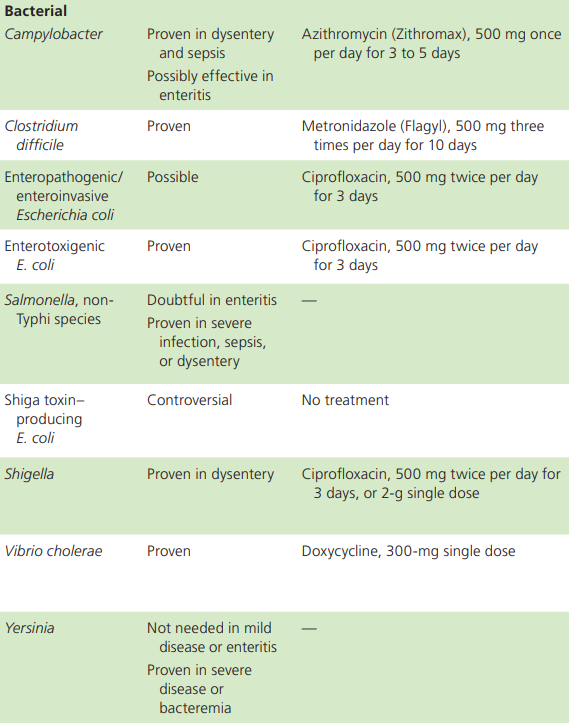 Bacterial
Campylobacter
Proven in dysentery
and sepsis
Possibly effective in
enteritis
Azithromycin (Zithromax), 500 mg once
per day for 3 to 5 days
Clostridium
difficile
Proven
Metronidazole (Flagyl), 500 mg three
times per day for 10 days
Enteropathogenic/
enteroinvasive
Escherichia coli
Possible
Ciprofloxacin, 500 mg twice per day
for 3 days
Enterotoxigenic
E. coli
Proven
Ciprofloxacin, 500 mg twice per day
for 3 days
Salmonella, non-
Typhi species
Doubtful in enteritis
Proven in severe
infection, sepsis,
or dysentery
—
Shiga toxin–
producing
E. coli
Controversial
No treatment
Shigella
Proven in dysentery
Ciprofloxacin, 500 mg twice per day for
3 days, or 2-g single dose
Vibrio cholerae
Proven
Doxycycline, 300-mg single dose
Yersinia
Not needed in mild
disease or enteritis
Proven in severe
disease or
bacteremia
—